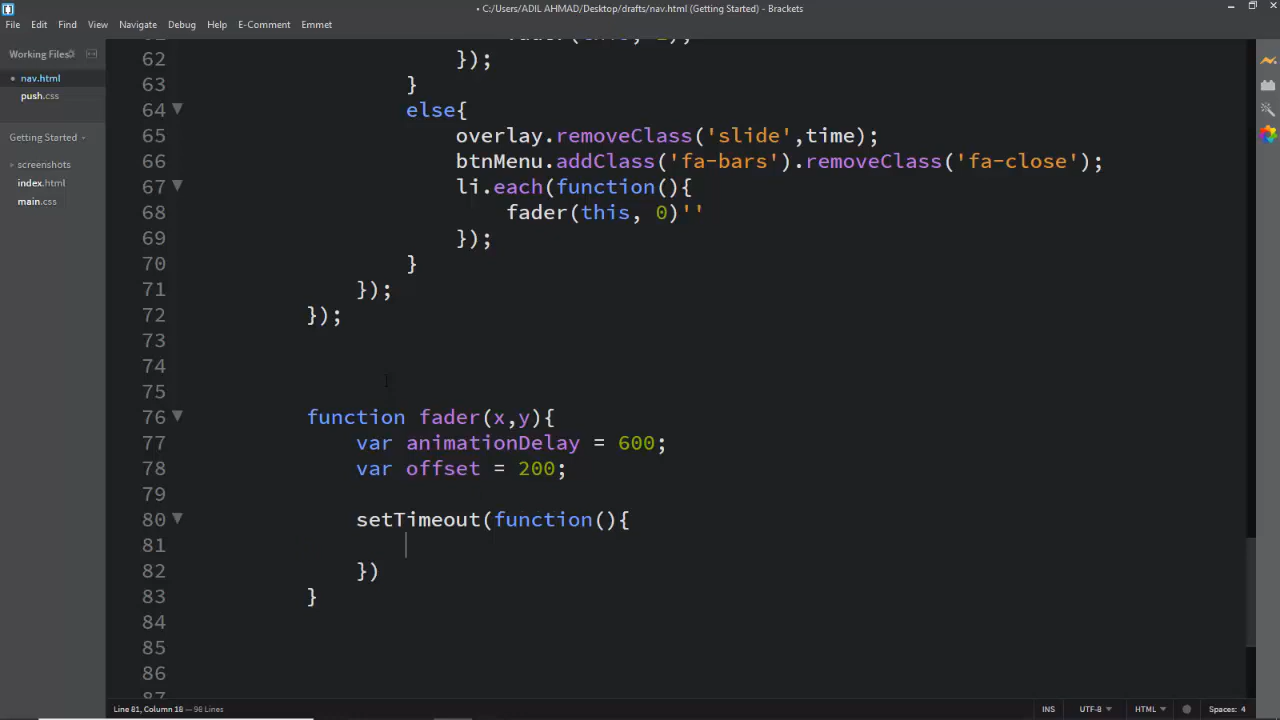 • C:/Users/ADIL AHMAD/Desktop/drafts/nav.html (Getting Started) - Brackets
File Edit Find View Navigate Debug Help E-Comment Emmet
Working Files
nav.html
push.css
Getting Started
screenshots
index.html
main.css
62 });
63 }
64 else{
65 overlay.removeClass('slide',time);
66 btnMenu.addClass('fa-bars').removeClass('fa-close');
67 li.each(function(){
68 fader(this, 0)''
69 });
70 }
71 });
72 });
73
74
75
76 function fader(x,y){
77 var animationDelay = 600;
78 var offset = 200;
79
80 setTimeout(function(){
81
82 })
83 }
84
85
86
87
Line 81, Column 18 — 98 Lines
INS UTF-8 HTML Spaces: 4